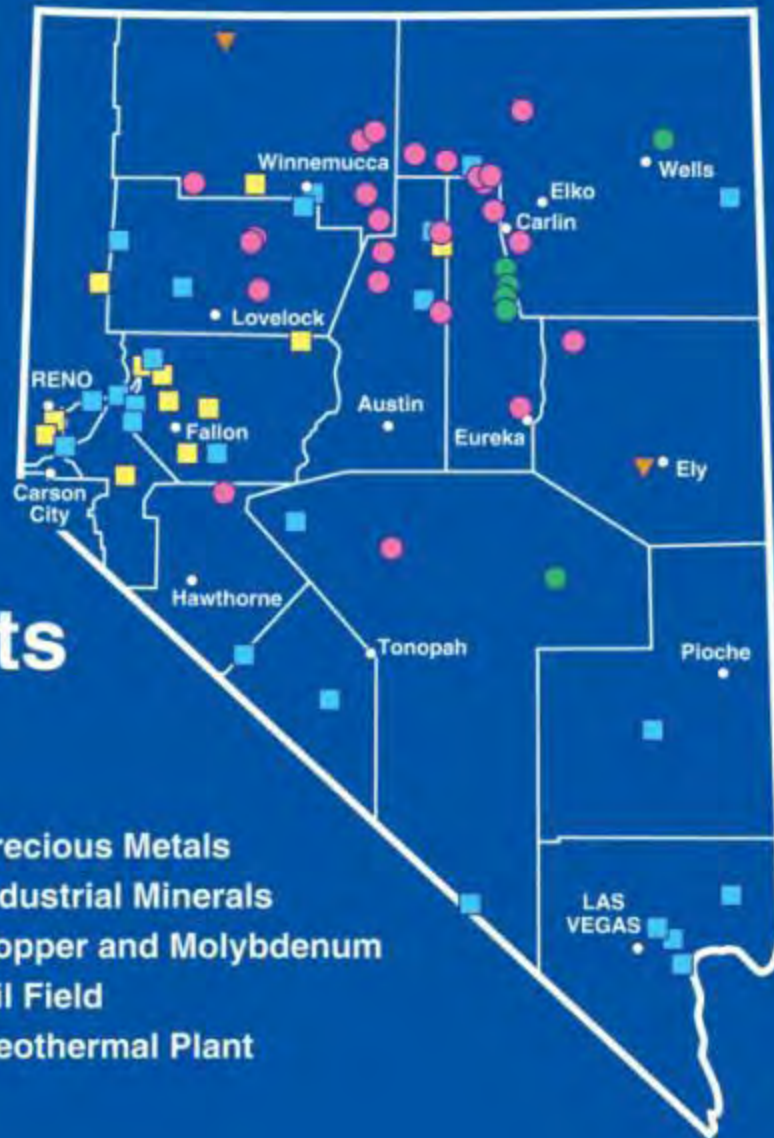 Winnemucca
Wells
Elko
Carlin
Lovelock
RENO
Austin
Fallon
Eureka
Ely
Carson
City
Hawthorne
ts
Tonopah
Pioche
recious Metals
ndustrial Minerals
LAS
VEGAS
opper and Molybdenum
il Field
eothermal Plant